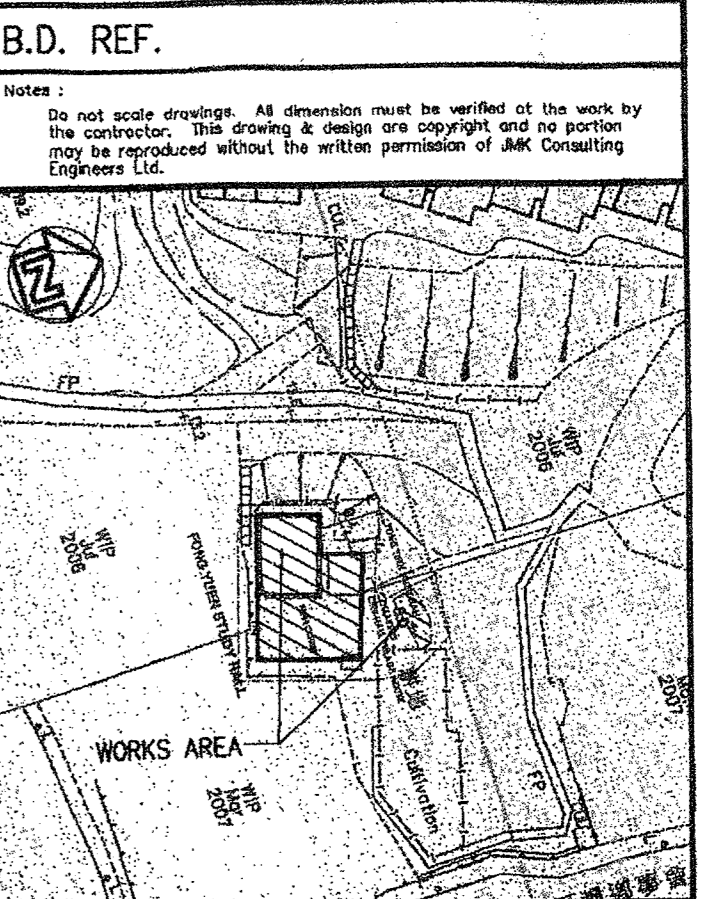 B.D. REF.
Notes :
Do not scale drawings. All dimension must be verified at the work by
the contractor. This drawing & design are copyright and no portion
may be reproduced without the written permission of JMK Consulting
Engineers Ltd.
N
FP
WIP
Jul
2006
WIP
Jul
2006
FONG YUEN STUDY HALL
2007
WORKS AREA
WIP
May
2007
Cultivation
FP